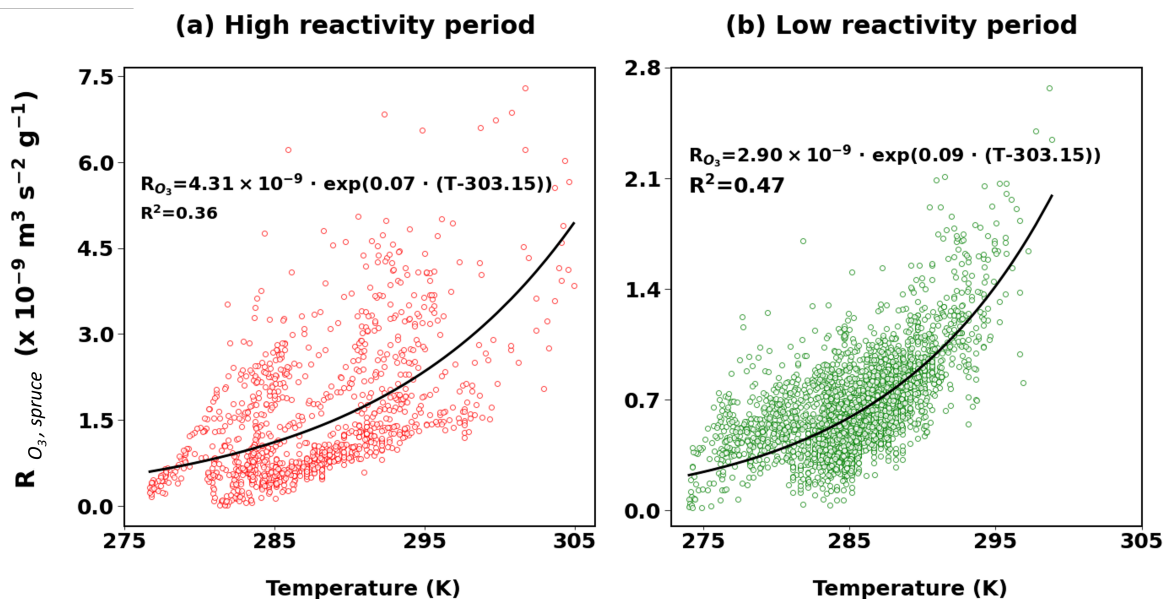 (a) High reactivity period
(b) Low reactivity period
R O₃, spruce (x 10⁻⁹ m³ s⁻² g⁻¹)
7.5
6.0
4.5
3.0
1.5
0.0
R_O₃=4.31 × 10⁻⁹ · exp(0.07 · (T-303.15))
R²=0.36
275
285
295
305
Temperature (K)
2.8
2.1
1.4
0.7
0.0
R_O₃=2.90 × 10⁻⁹ · exp(0.09 · (T-303.15))
R²=0.47
275
285
295
305
Temperature (K)